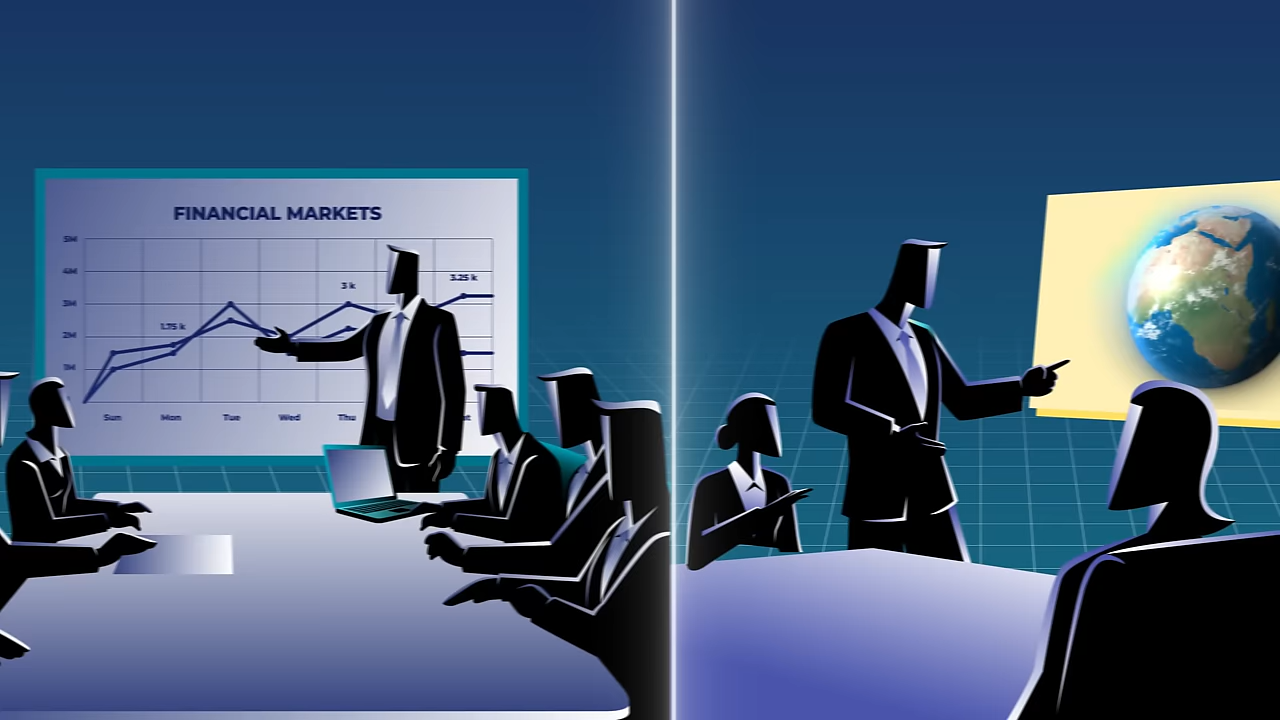 FINANCIAL MARKETS
5M
4M
3M
2M
1M
3.25 k
3 k
1.75 k
Sun Mon Tue Wed Thu